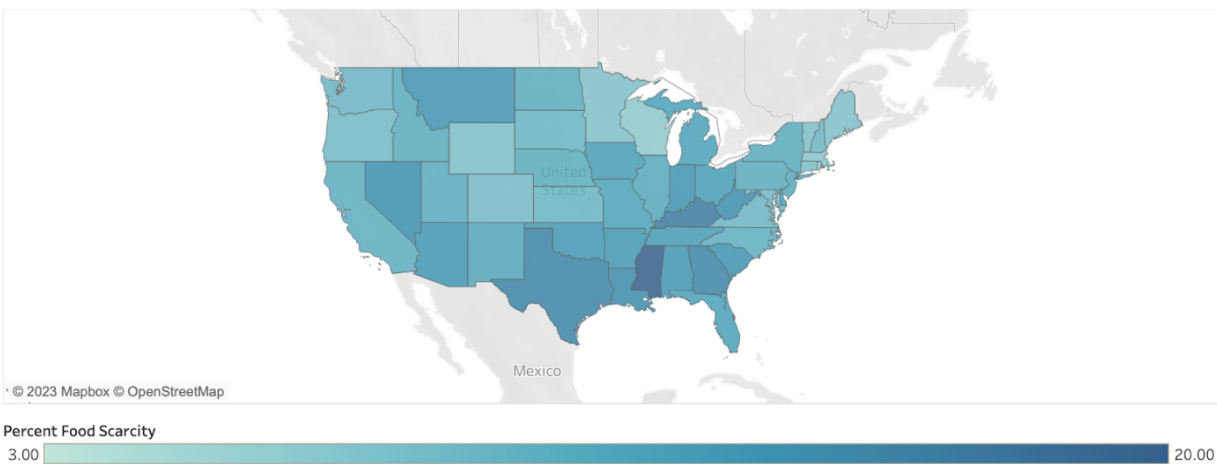 United
States
Mexico
© 2023 Mapbox © OpenStreetMap
Percent Food Scarcity
3.00 20.00